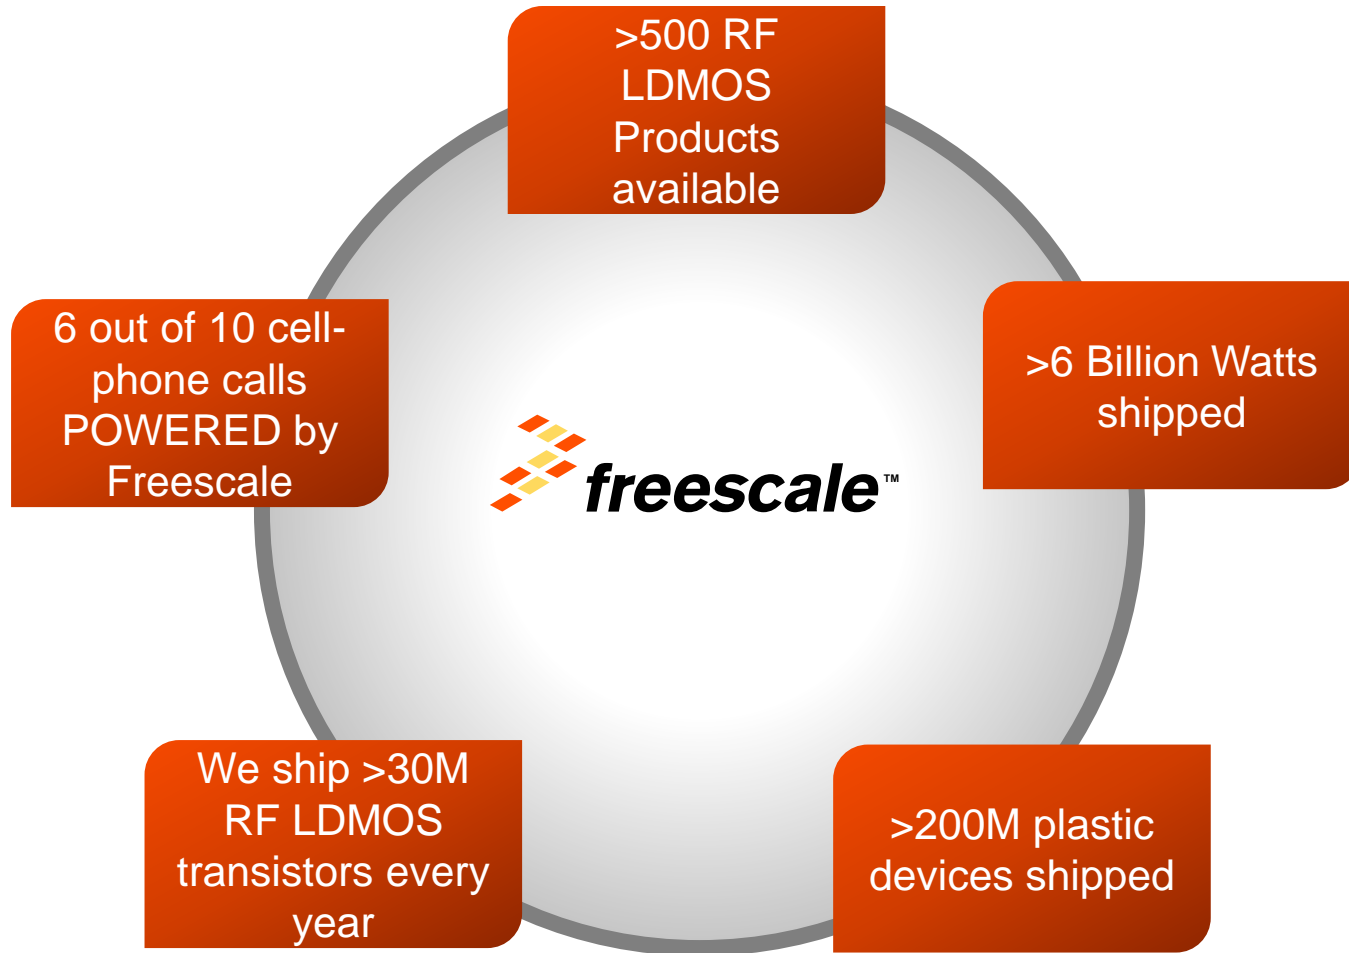 >500 RF
LDMOS
Products
available
6 out of 10 cell-
phone calls
POWERED by
Freescale
>6 Billion Watts
shipped
freescale™
We ship >30M
RF LDMOS
transistors every
year
>200M plastic
devices shipped